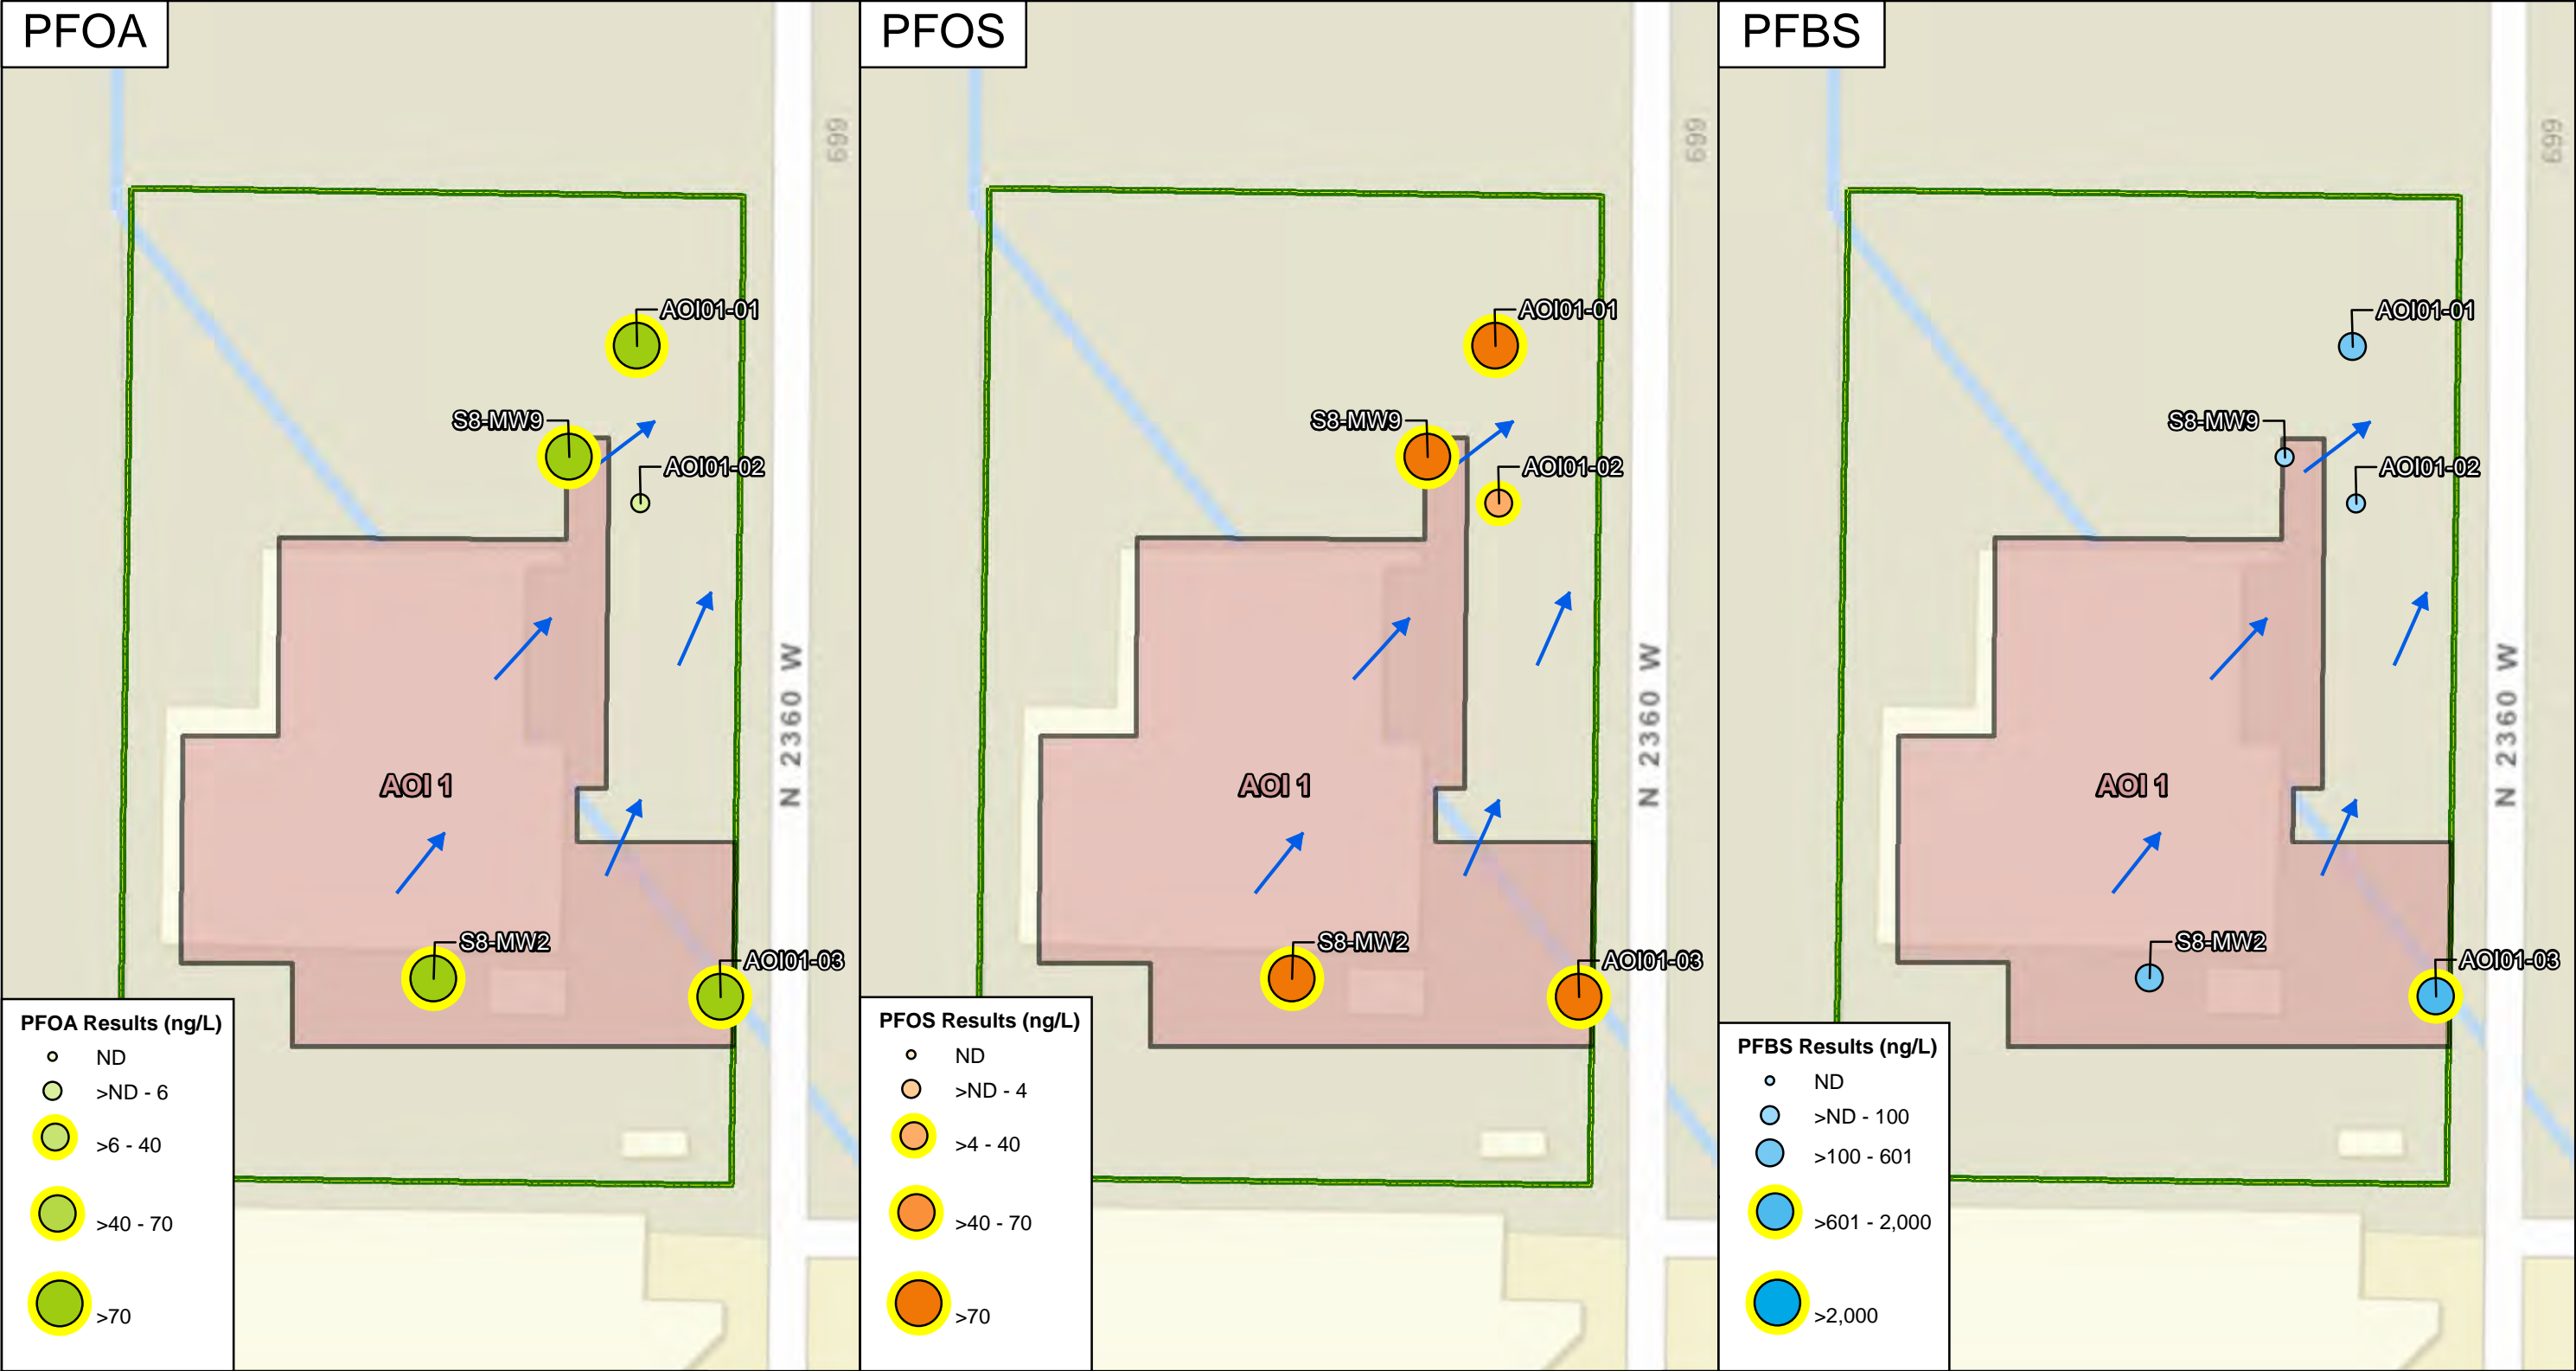 PFOA
699
AOI01-01
S8-MW9
AOI01-02
N 2360 W
AOI 1
S8-MW2
AOI01-03
PFOA Results (ng/L)
ND
>ND - 6
>6 - 40
>40 - 70
>70
PFOS
699
AOI01-01
S8-MW9
AOI01-02
N 2360 W
AOI 1
S8-MW2
AOI01-03
PFOS Results (ng/L)
ND
>ND - 4
>4 - 40
>40 - 70
>70
PFBS
699
AOI01-01
S8-MW9
AOI01-02
N 2360 W
AOI 1
S8-MW2
AOI01-03
PFBS Results (ng/L)
ND
>ND - 100
>100 - 601
>601 - 2,000
>2,000